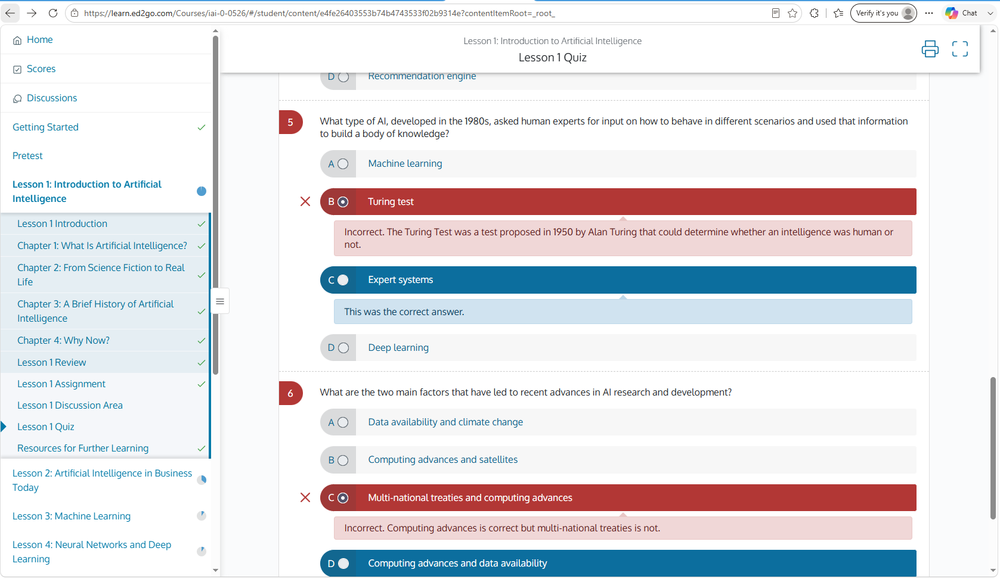 https://learn.ed2go.com/Courses/iai-0-0526/#/student/content/e4fe26403553b74b4743533f02b9314e?contentItemRoot=_root_
Verify it's you
Chat
Home
Scores
Discussions
Getting Started
Pretest
Lesson 1: Introduction to Artificial
Intelligence
Lesson 1 Introduction
Chapter 1: What Is Artificial Intelligence?
Chapter 2: From Science Fiction to Real
Life
Chapter 3: A Brief History of Artificial
Intelligence
Chapter 4: Why Now?
Lesson 1 Review
Lesson 1 Assignment
Lesson 1 Discussion Area
Lesson 1 Quiz
Resources for Further Learning
Lesson 2: Artificial Intelligence in Business
Today
Lesson 3: Machine Learning
Lesson 4: Neural Networks and Deep
Learning
Lesson 1: Introduction to Artificial Intelligence
Lesson 1 Quiz
D Recommendation engine
5 What type of AI, developed in the 1980s, asked human experts for input on how to behave in different scenarios and used that information
to build a body of knowledge?
A Machine learning
B Turing test
Incorrect. The Turing Test was a test proposed in 1950 by Alan Turing that could determine whether an intelligence was human or
not.
C Expert systems
This was the correct answer.
D Deep learning
6 What are the two main factors that have led to recent advances in AI research and development?
A Data availability and climate change
B Computing advances and satellites
C Multi-national treaties and computing advances
Incorrect. Computing advances is correct but multi-national treaties is not.
D Computing advances and data availability